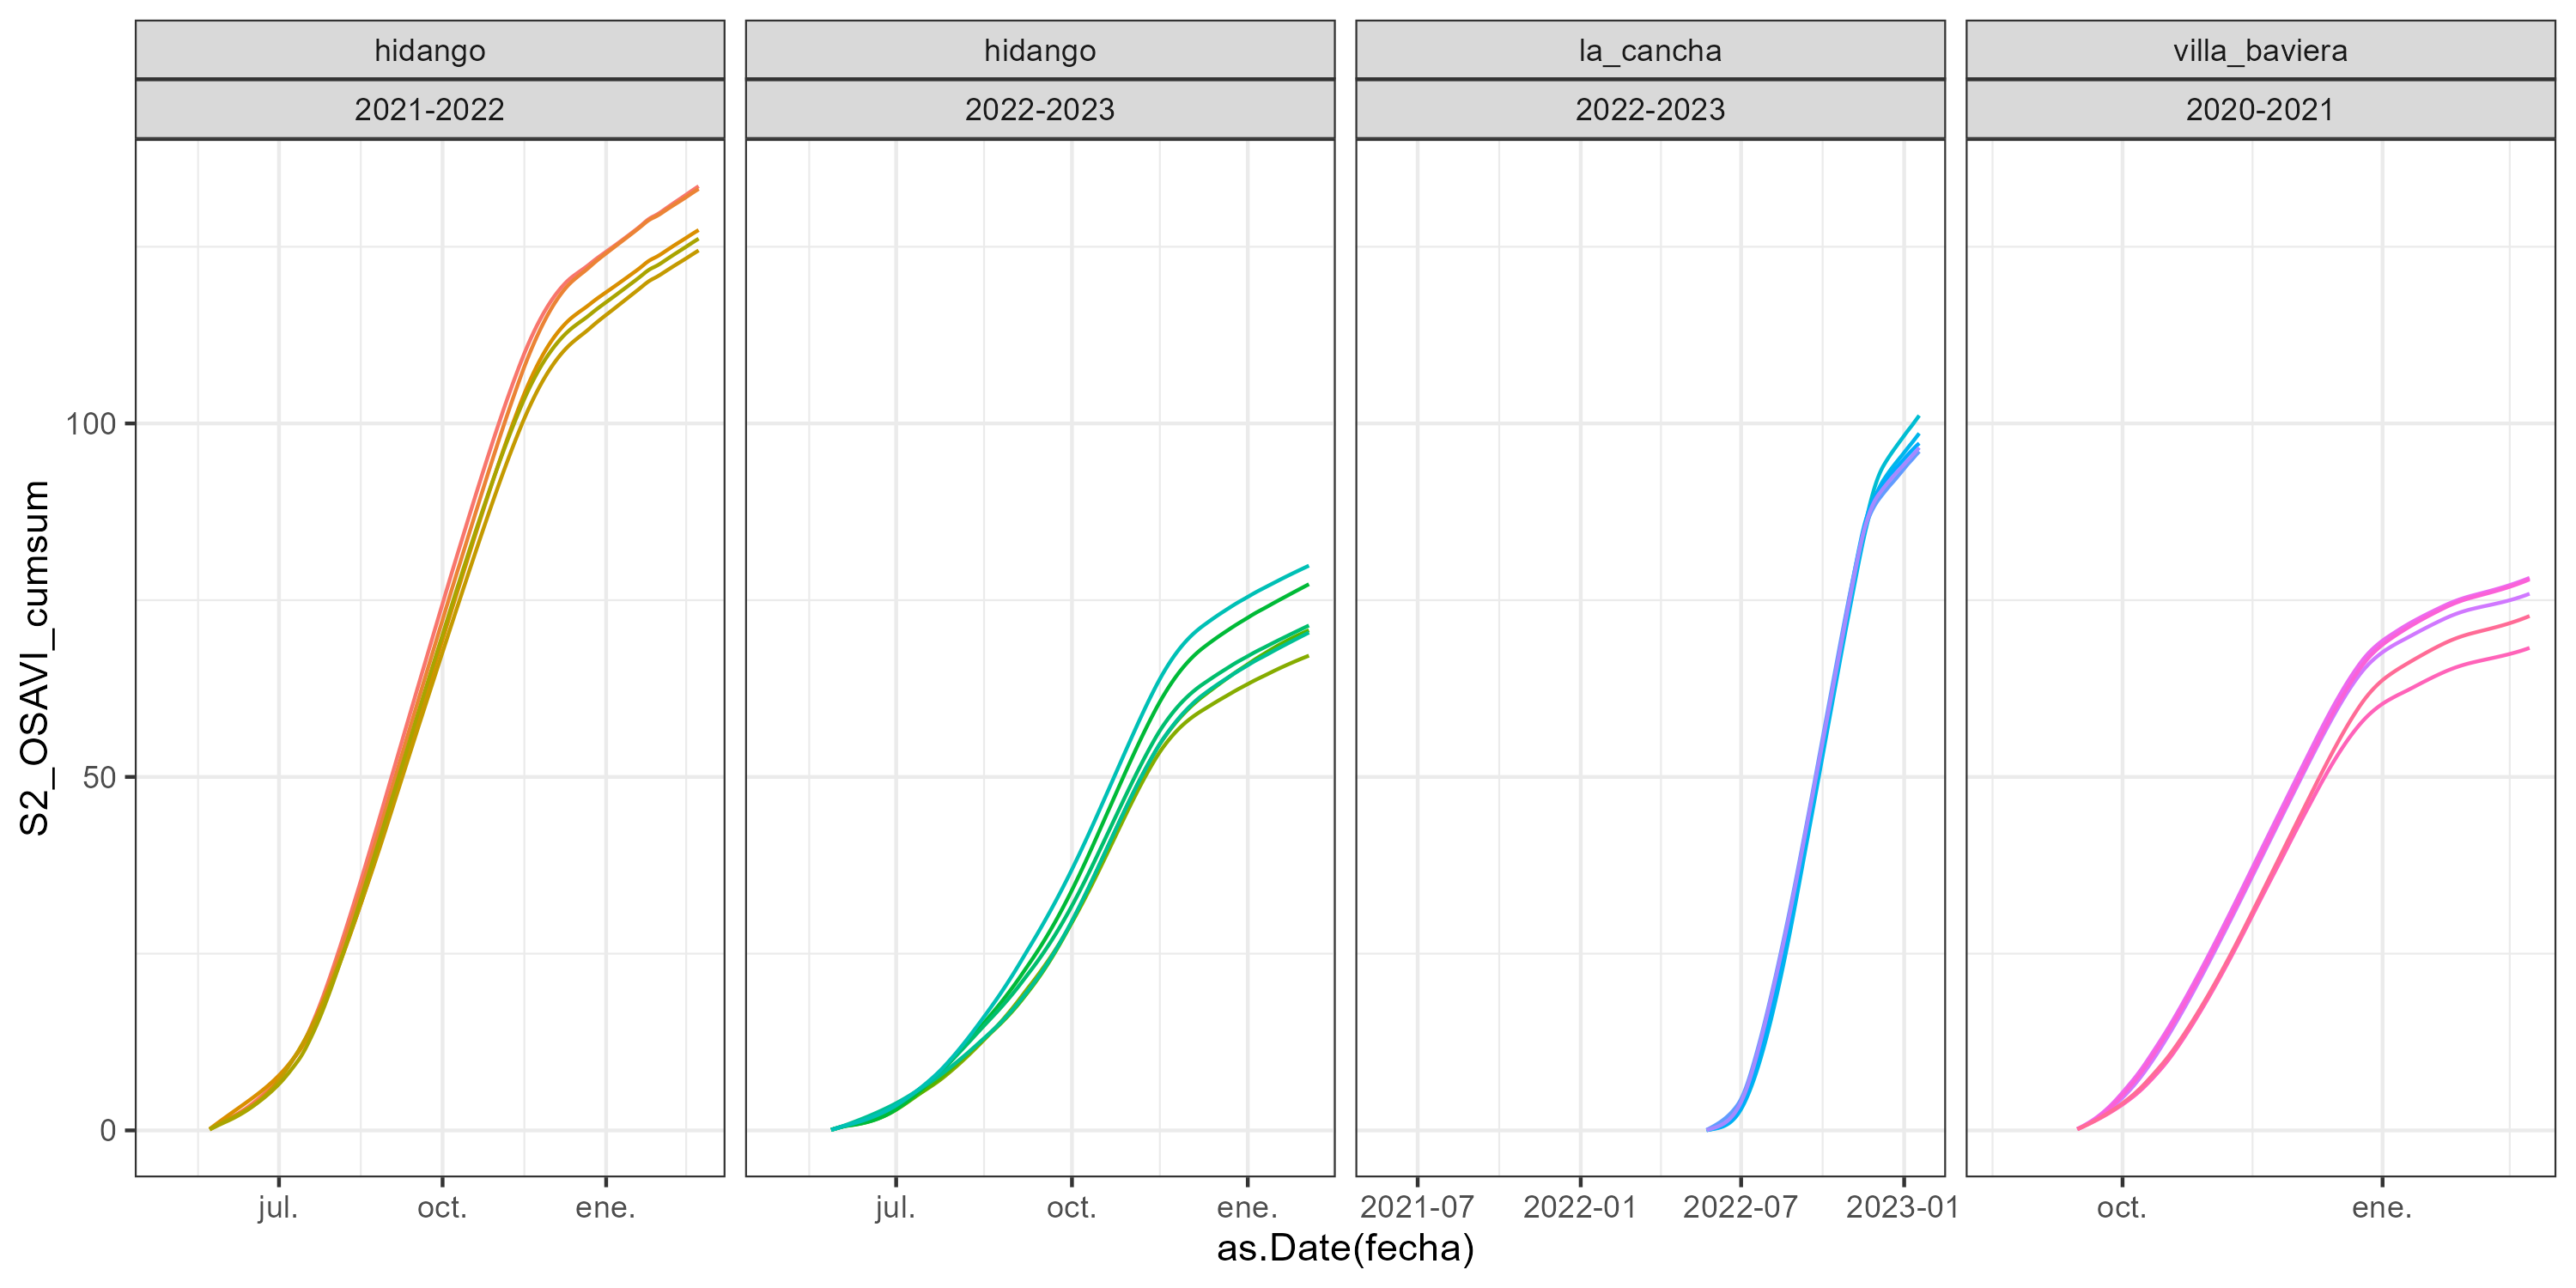 hidango hidango la_cancha villa_baviera
2021-2022 2022-2023 2022-2023 2020-2021
S2_OSAVI_cumsum
100
50
0
jul. oct. ene. jul. oct. ene. 2021-07 2022-01 2022-07 2023-01 oct. ene.
as.Date(fecha)